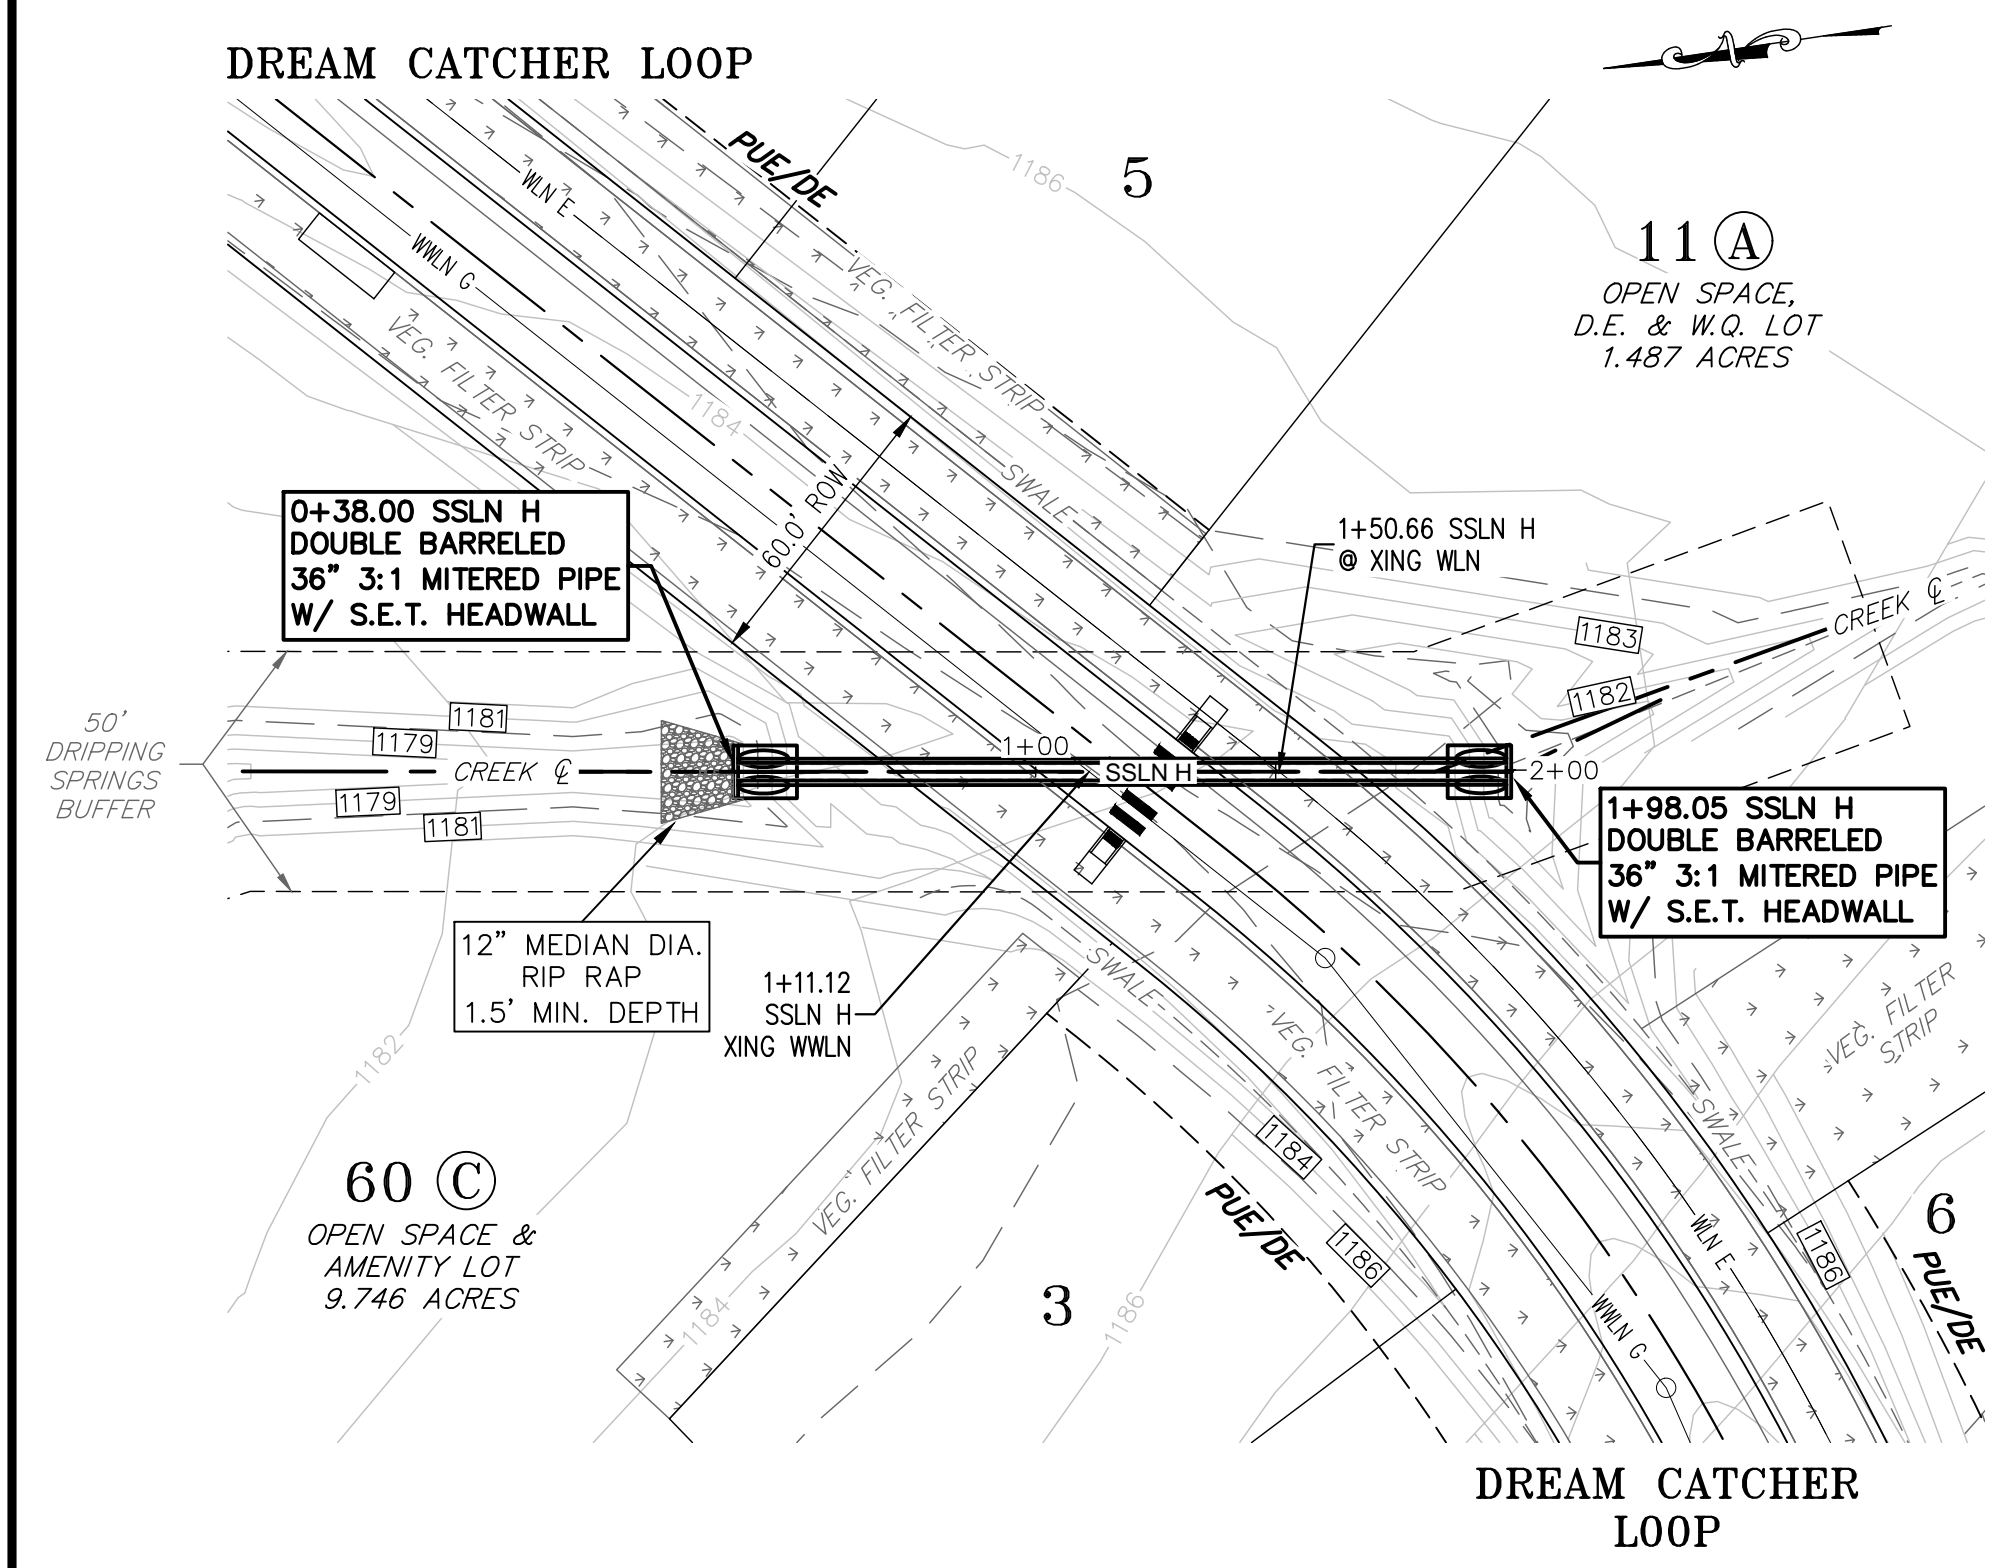 DREAM CATCHER LOOP
N
PUE/DE
5
1186
WLN E
WWLN G
VEG. FILTER STRIP
11 A
OPEN SPACE,
D.E. & W.Q. LOT
1.487 ACRES
VEG. FILTER STRIP
1184
SWALE
60.0' ROW
0+38.00 SSLN H
DOUBLE BARRELED
36" 3:1 MITERED PIPE
W/ S.E.T. HEADWALL
1+50.66 SSLN H
@ XING WLN
1183
CREEK ℄
1182
50'
DRIPPING
SPRINGS
BUFFER
1181
1179
CREEK ℄
1179
1181
1+00
SSLN H
2+00
1+98.05 SSLN H
DOUBLE BARRELED
36" 3:1 MITERED PIPE
W/ S.E.T. HEADWALL
12" MEDIAN DIA.
RIP RAP
1.5' MIN. DEPTH
1+11.12
SSLN H
XING WWLN
SWALE
VEG. FILTER
STRIP
1182
VEG. FILTER STRIP
VEG. FILTER STRIP
SWALE
1184
60 C
OPEN SPACE &
AMENITY LOT
9.746 ACRES
PUE/DE
1186
WLN E
1186
6
PUE/DE
3
1184
1186
WWLN G
DREAM CATCHER
LOOP